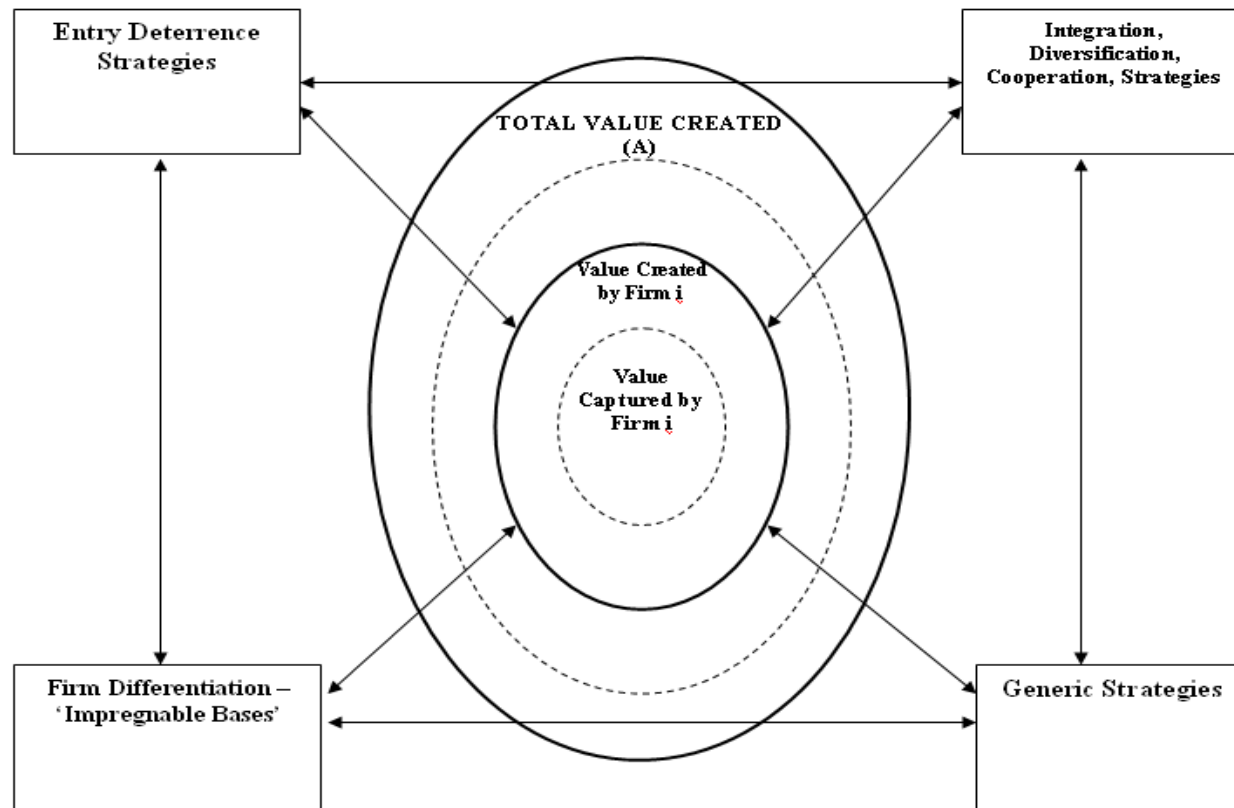 Entry Deterrence
Strategies
Integration,
Diversification,
Cooperation, Strategies
TOTAL VALUE CREATED
(A)
Value Created
by Firm i
Value
Captured by
Firm i
Firm Differentiation –
‘Impregnable Bases’
Generic Strategies